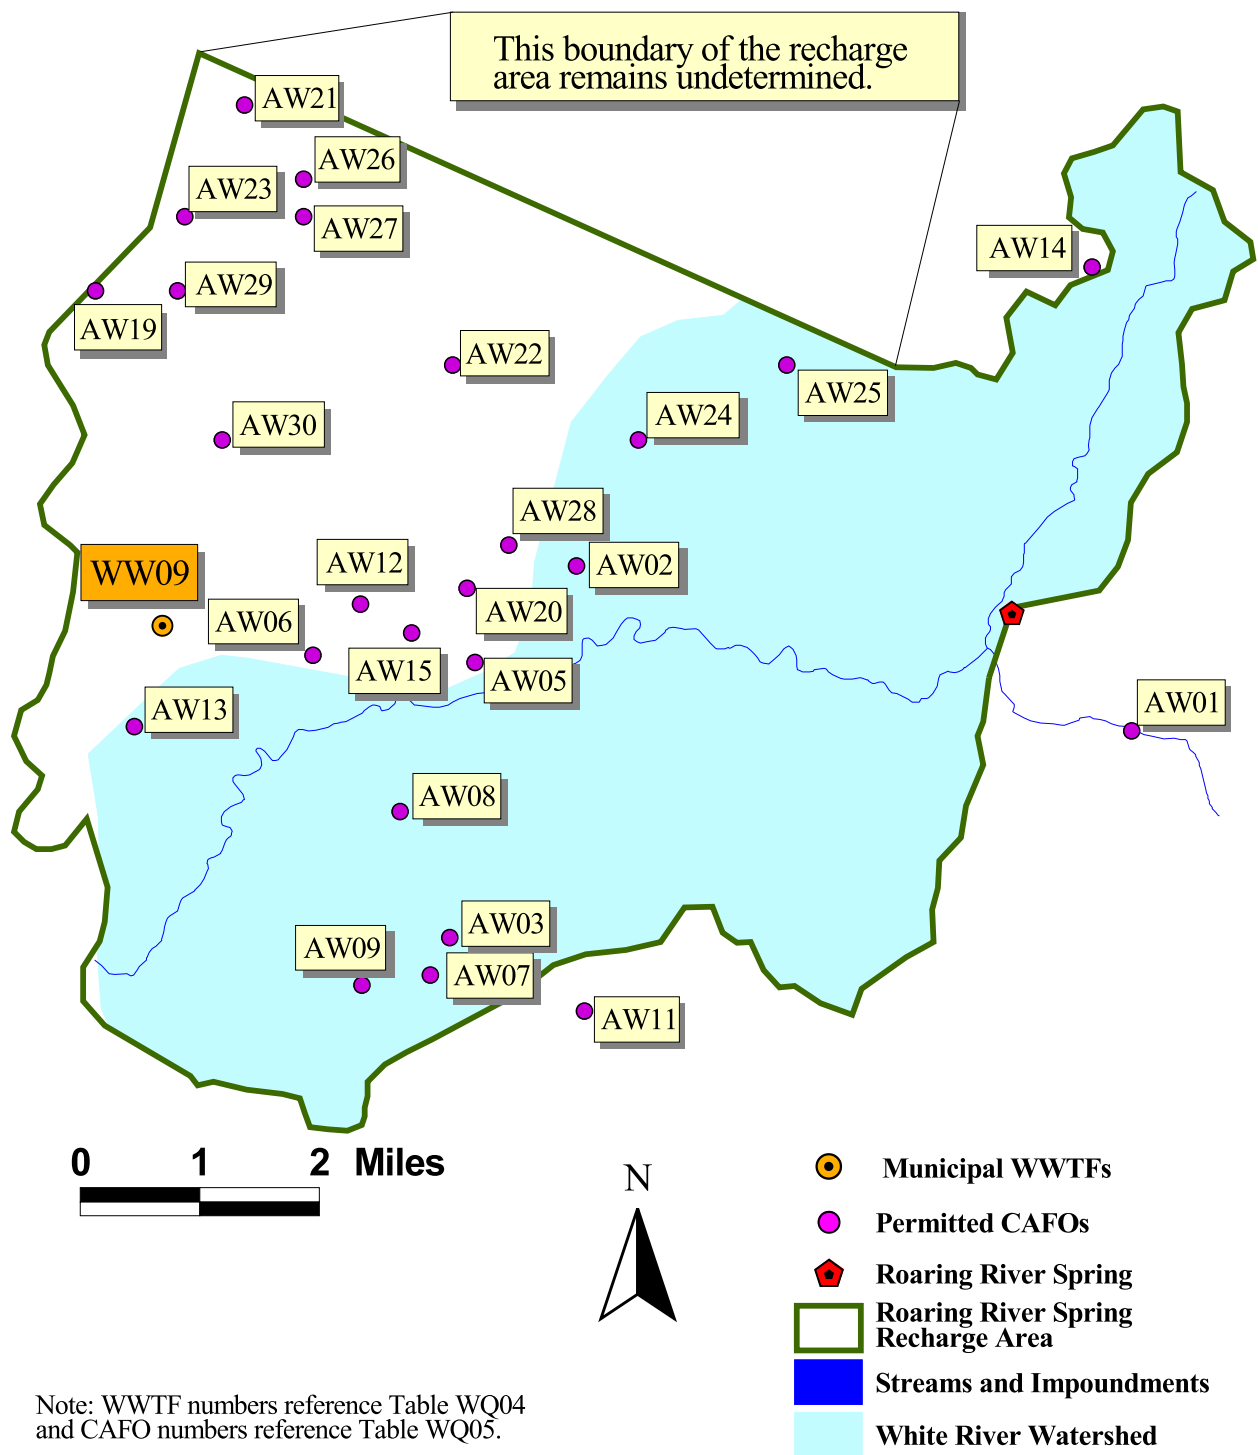 This boundary of the recharge
area remains undetermined.
AW21
AW26
AW23
AW27
AW14
AW29
AW19
AW22
AW25
AW24
AW30
AW28
AW12
AW02
WW09
AW20
AW06
AW15
AW05
AW13
AW01
AW08
AW03
AW09
AW07
AW11
0 1 2 Miles
N
Municipal WWTFs
Permitted CAFOs
Roaring River Spring
Roaring River Spring
Recharge Area
Streams and Impoundments
White River Watershed
Note: WWTF numbers reference Table WQ04
and CAFO numbers reference Table WQ05.